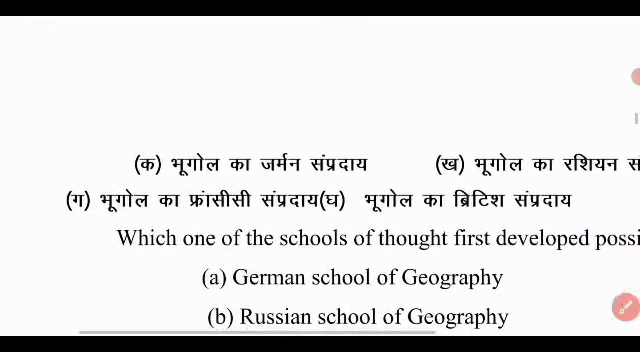 (क) भूगोल का जर्मन संप्रदाय (ख) भूगोल का रशियन
(ग) भूगोल का फ्रांसीसी संप्रदाय(घ) भूगोल का ब्रिटिश संप्रदाय
Which one of the schools of thought first developed
(a) German school of Geography
(b) Russian school of Geography